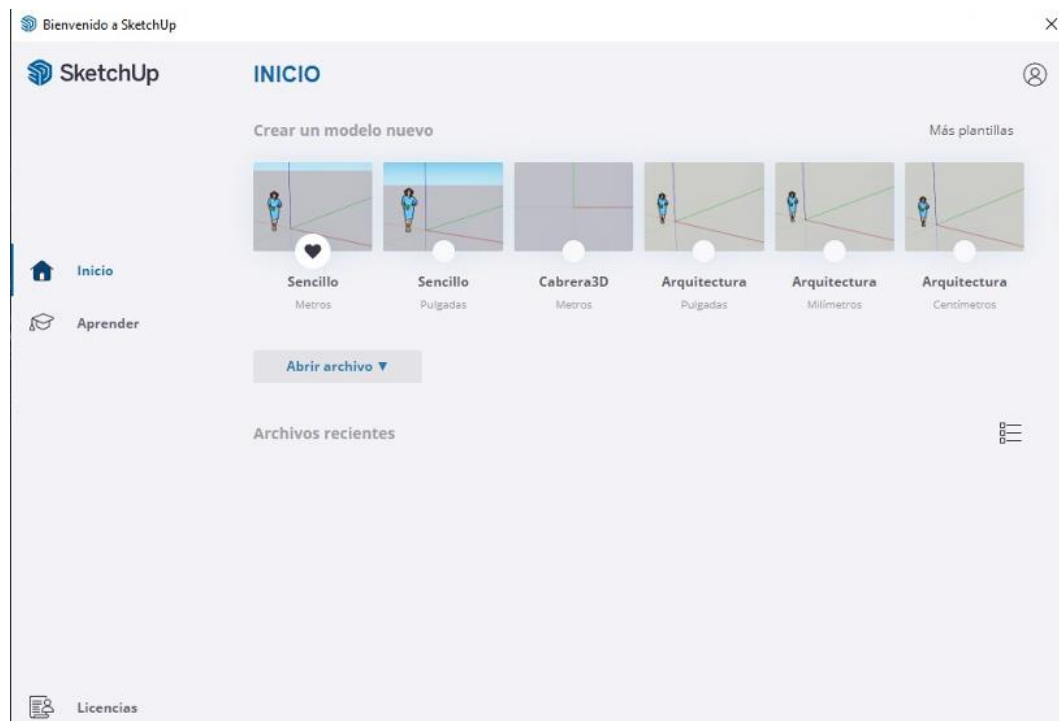 Bienvenido a SketchUp
SketchUp
INICIO
Crear un modelo nuevo
Más plantillas
Sencillo
Metros
Sencillo
Pulgadas
Cabrera3D
Metros
Arquitectura
Pulgadas
Arquitectura
Milímetros
Arquitectura
Centímetros
Inicio
Aprender
Abrir archivo ▼
Archivos recientes
Licencias